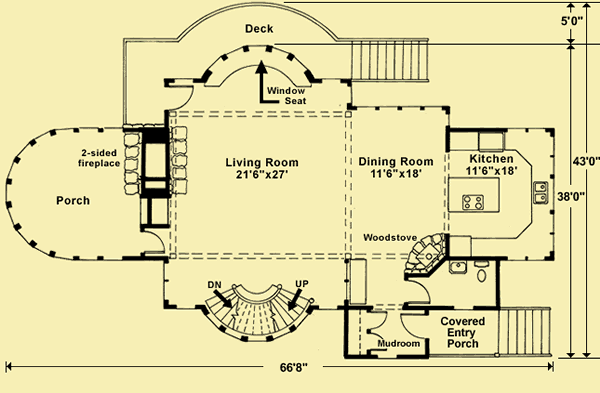 Deck
5'0"
Window
Seat
2-sided
fireplace
Living Room
21'6"x27'
Dining Room
11'6"x18'
Kitchen
11'6"x18'
43'0"
38'0"
Porch
Woodstove
DN
UP
Covered
Entry
Porch
Mudroom
66'8"